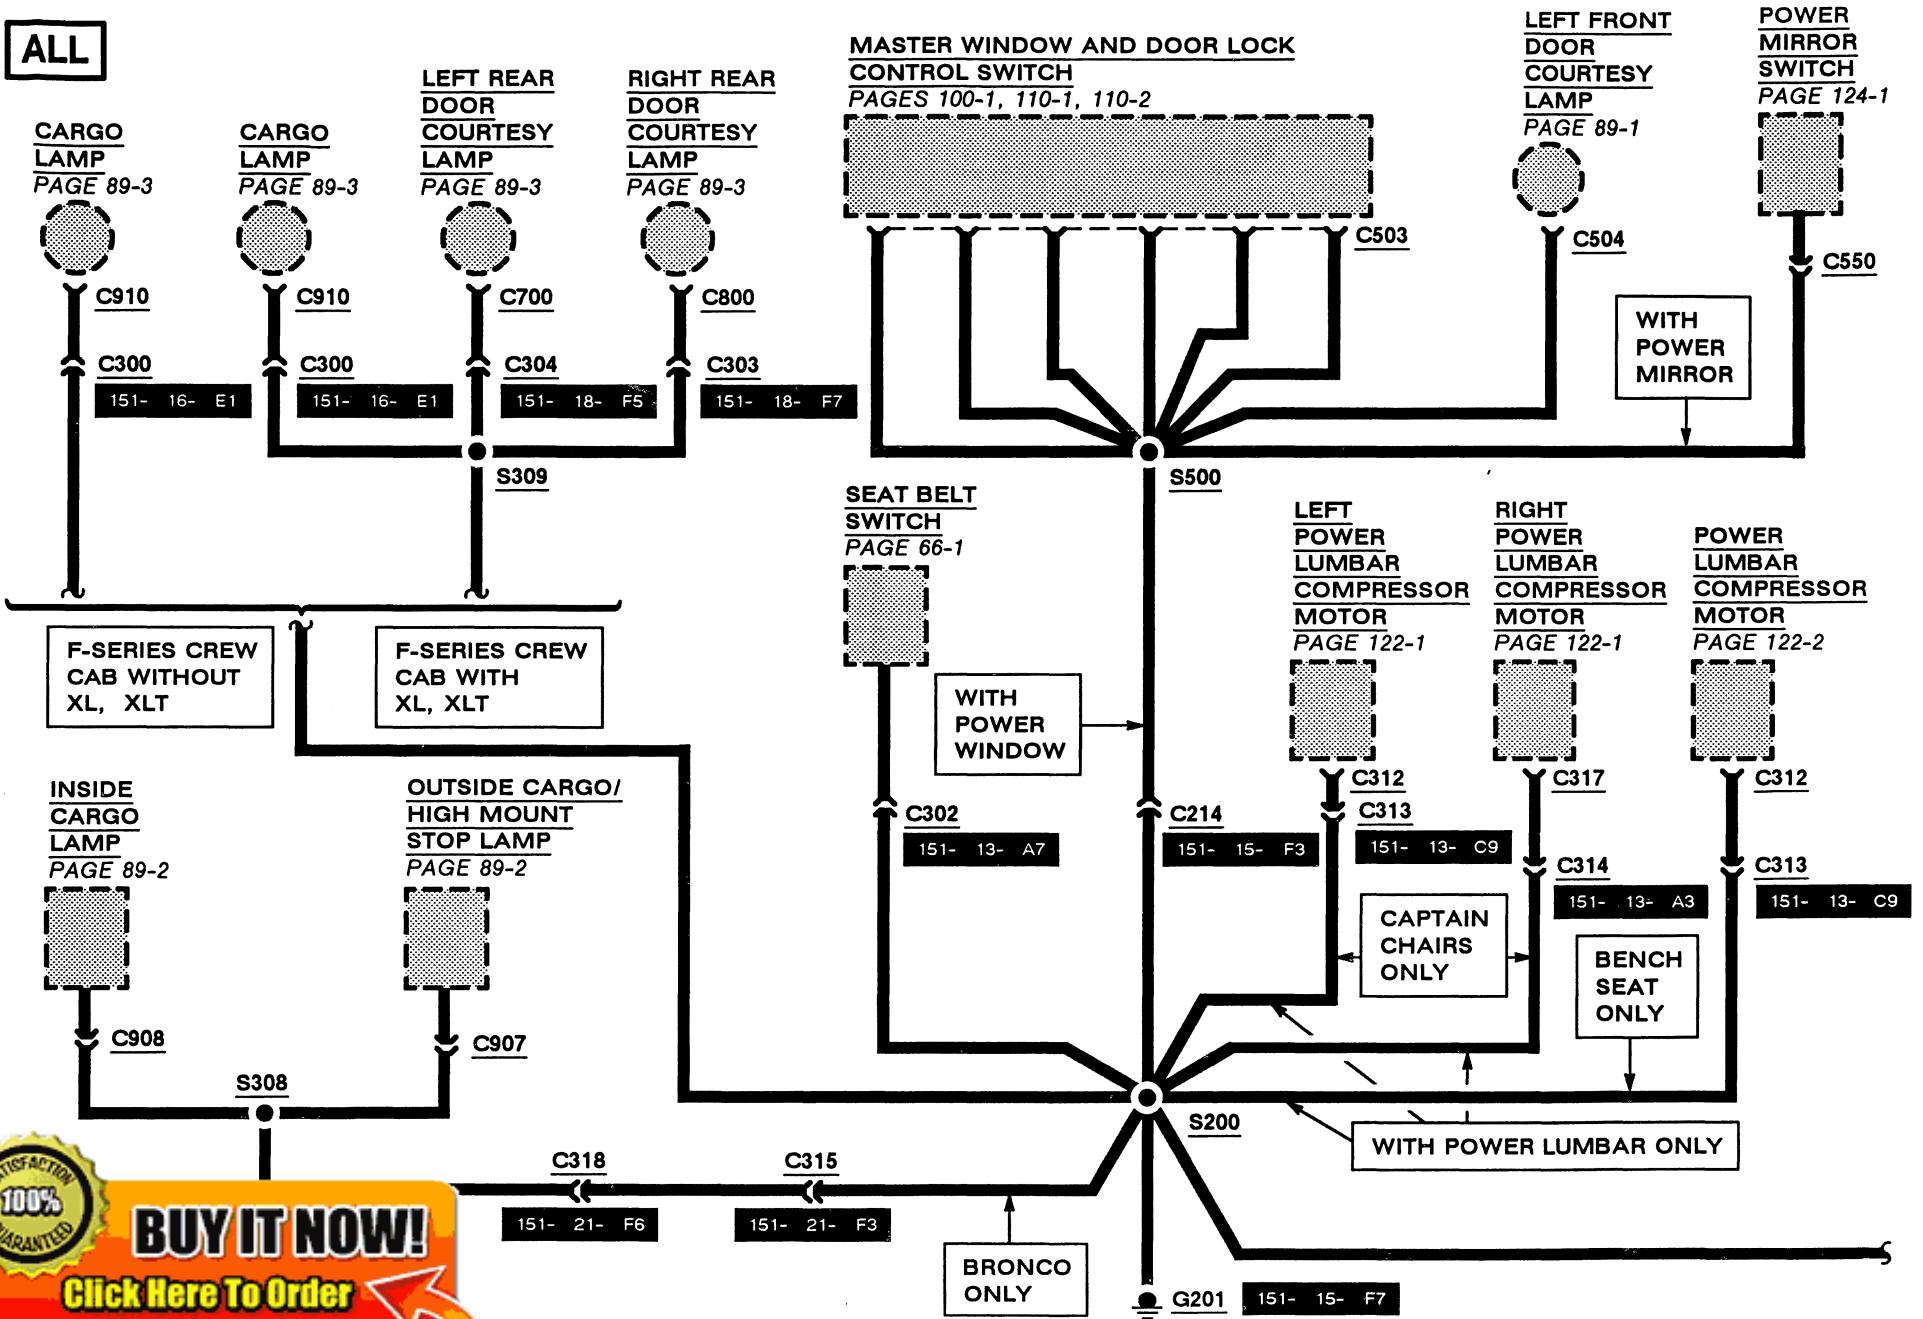 ALL
CARGO
LAMP
PAGE 89-3
CARGO
LAMP
PAGE 89-3
LEFT REAR
DOOR
COURTESY
LAMP
PAGE 89-3
RIGHT REAR
DOOR
COURTESY
LAMP
PAGE 89-3
MASTER WINDOW AND DOOR LOCK
CONTROL SWITCH
PAGES 100-1, 110-1, 110-2
LEFT FRONT
DOOR
COURTESY
LAMP
PAGE 89-1
POWER
MIRROR
SWITCH
PAGE 124-1
C503
C504
C550
C910
C910
C700
C800
C300
C300
C304
C303
151- 16- E1
151- 16- E1
151- 18- F5
151- 18- F7
WITH
POWER
MIRROR
S309
S500
SEAT BELT
SWITCH
PAGE 66-1
LEFT
POWER
LUMBAR
COMPRESSOR
MOTOR
PAGE 122-1
RIGHT
POWER
LUMBAR
COMPRESSOR
MOTOR
PAGE 122-1
POWER
LUMBAR
COMPRESSOR
MOTOR
PAGE 122-2
F-SERIES CREW
CAB WITHOUT
XL, XLT
F-SERIES CREW
CAB WITH
XL, XLT
WITH
POWER
WINDOW
INSIDE
CARGO
LAMP
PAGE 89-2
OUTSIDE CARGO/
HIGH MOUNT
STOP LAMP
PAGE 89-2
C302
151- 13- A7
C214
151- 15- F3
C312
C313
151- 13- C9
C317
C314
151- 13- A3
C312
C313
151- 13- C9
CAPTAIN
CHAIRS
ONLY
BENCH
SEAT
ONLY
C908
C907
S308
S200
WITH POWER LUMBAR ONLY
C318
151- 21- F6
C315
151- 21- F3
BRONCO
ONLY
G201
151- 15- F7
100%
BUY IT NOW!
Click Here To Order